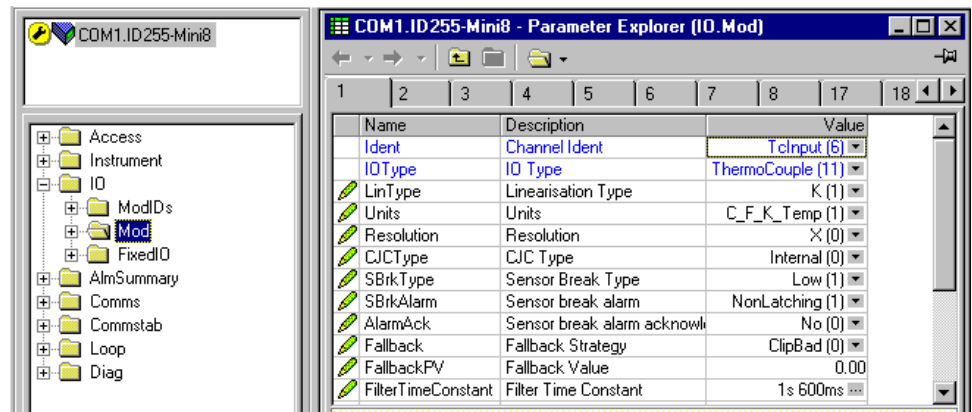 COM1.ID255-Mini8
Access
Instrument
IO
ModIDs
Mod
FixedIO
AlmSummary
Comms
Commstab
Loop
Diag
COM1.ID255-Mini8 - Parameter Explorer (IO.Mod)
1 2 3 4 5 6 7 8 17 18
Name Description Value
Ident Channel Ident TcInput (6)
IOType IO Type ThermoCouple (11)
LinType Linearisation Type K (1)
Units Units C_F_K_Temp (1)
Resolution Resolution X (0)
CJCType CJC Type Internal (0)
SBrkType Sensor Break Type Low (1)
SBrkAlarm Sensor break alarm NonLatching (1)
AlarmAck Sensor break alarm acknowl No (0)
Fallback Fallback Strategy ClipBad (0)
FallbackPV Fallback Value 0.00
FilterTimeConstant Filter Time Constant 1s 600ms